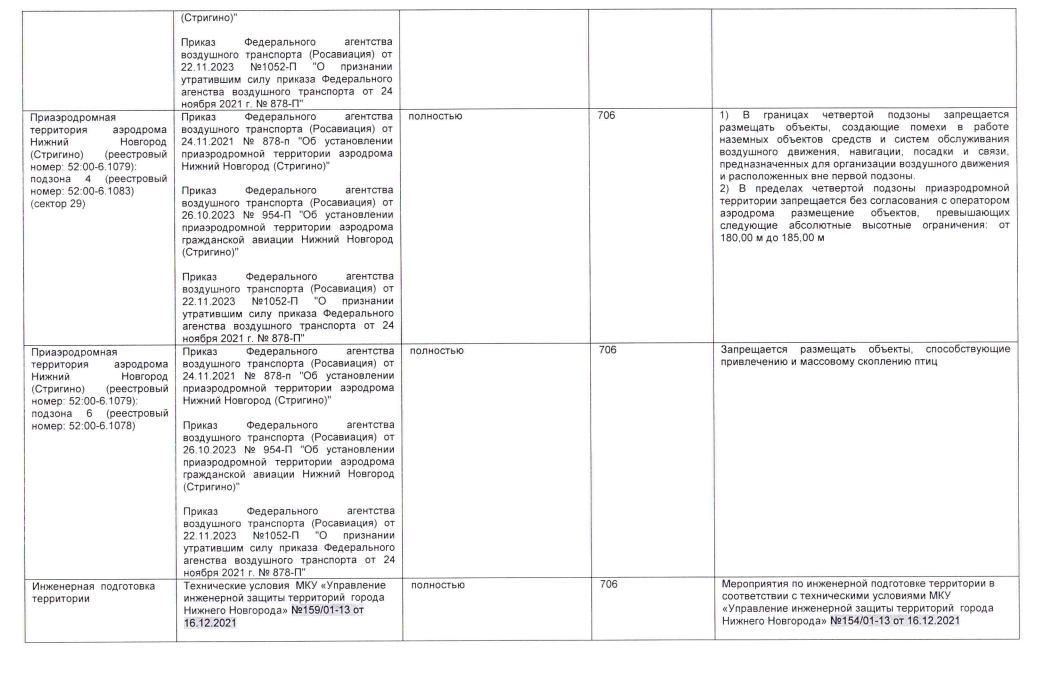 (Стригино)"
Приказ Федерального агентства
воздушного транспорта (Росавиация) от
22.11.2023 №1052-П "О признании
утратившим силу приказа Федерального
агенства воздушного транспорта от 24
ноября 2021 г. № 878-П"
Приаэродромная
территория аэродрома
Нижний Новгород
(Стригино) (реестровый
номер: 52:00-6.1079):
подзона 4 (реестровый
номер: 52:00-6.1083)
(сектор 29)
Приказ Федерального агентства
воздушного транспорта (Росавиация) от
24.11.2021 № 878-п "Об установлении
приаэродромной территории аэродрома
Нижний Новгород (Стригино)"
Приказ Федерального агентства
воздушного транспорта (Росавиация) от
26.10.2023 № 954-П "Об установлении
приаэродромной территории аэродрома
гражданской авиации Нижний Новгород
(Стригино)"
Приказ Федерального агентства
воздушного транспорта (Росавиация) от
22.11.2023 №1052-П "О признании
утратившим силу приказа Федерального
агенства воздушного транспорта от 24
ноября 2021 г. № 878-П"
полностью
706
1) В границах четвертой подзоны запрещается
размещать объекты, создающие помехи в работе
наземных объектов средств и систем обслуживания
воздушного движения, навигации, посадки и связи,
предназначенных для организации воздушного движения
и расположенных вне первой подзоны.
2) В пределах четвертой подзоны приаэродромной
территории запрещается без согласования с оператором
аэродрома размещение объектов, превышающих
следующие абсолютные высотные ограничения: от
180,00 м до 185,00 м
Приаэродромная
территория аэродрома
Нижний Новгород
(Стригино) (реестровый
номер: 52:00-6.1079):
подзона 6 (реестровый
номер: 52:00-6.1078)
Приказ Федерального агентства
воздушного транспорта (Росавиация) от
24.11.2021 № 878-п "Об установлении
приаэродромной территории аэродрома
Нижний Новгород (Стригино)"
Приказ Федерального агентства
воздушного транспорта (Росавиация) от
26.10.2023 № 954-П "Об установлении
приаэродромной территории аэродрома
гражданской авиации Нижний Новгород
(Стригино)"
Приказ Федерального агентства
воздушного транспорта (Росавиация) от
22.11.2023 №1052-П "О признании
утратившим силу приказа Федерального
агенства воздушного транспорта от 24
ноября 2021 г. № 878-П"
полностью
706
Запрещается размещать объекты, способствующие
привлечению и массовому скоплению птиц
Инженерная подготовка
территории
Технические условия МКУ «Управление
инженерной защиты территорий города
Нижнего Новгорода» №159/01-13 от
16.12.2021
полностью
706
Мероприятия по инженерной подготовке территории в
соответствии с техническими условиями МКУ
«Управление инженерной защиты территорий города
Нижнего Новгорода» №154/01-13 от 16.12.2021